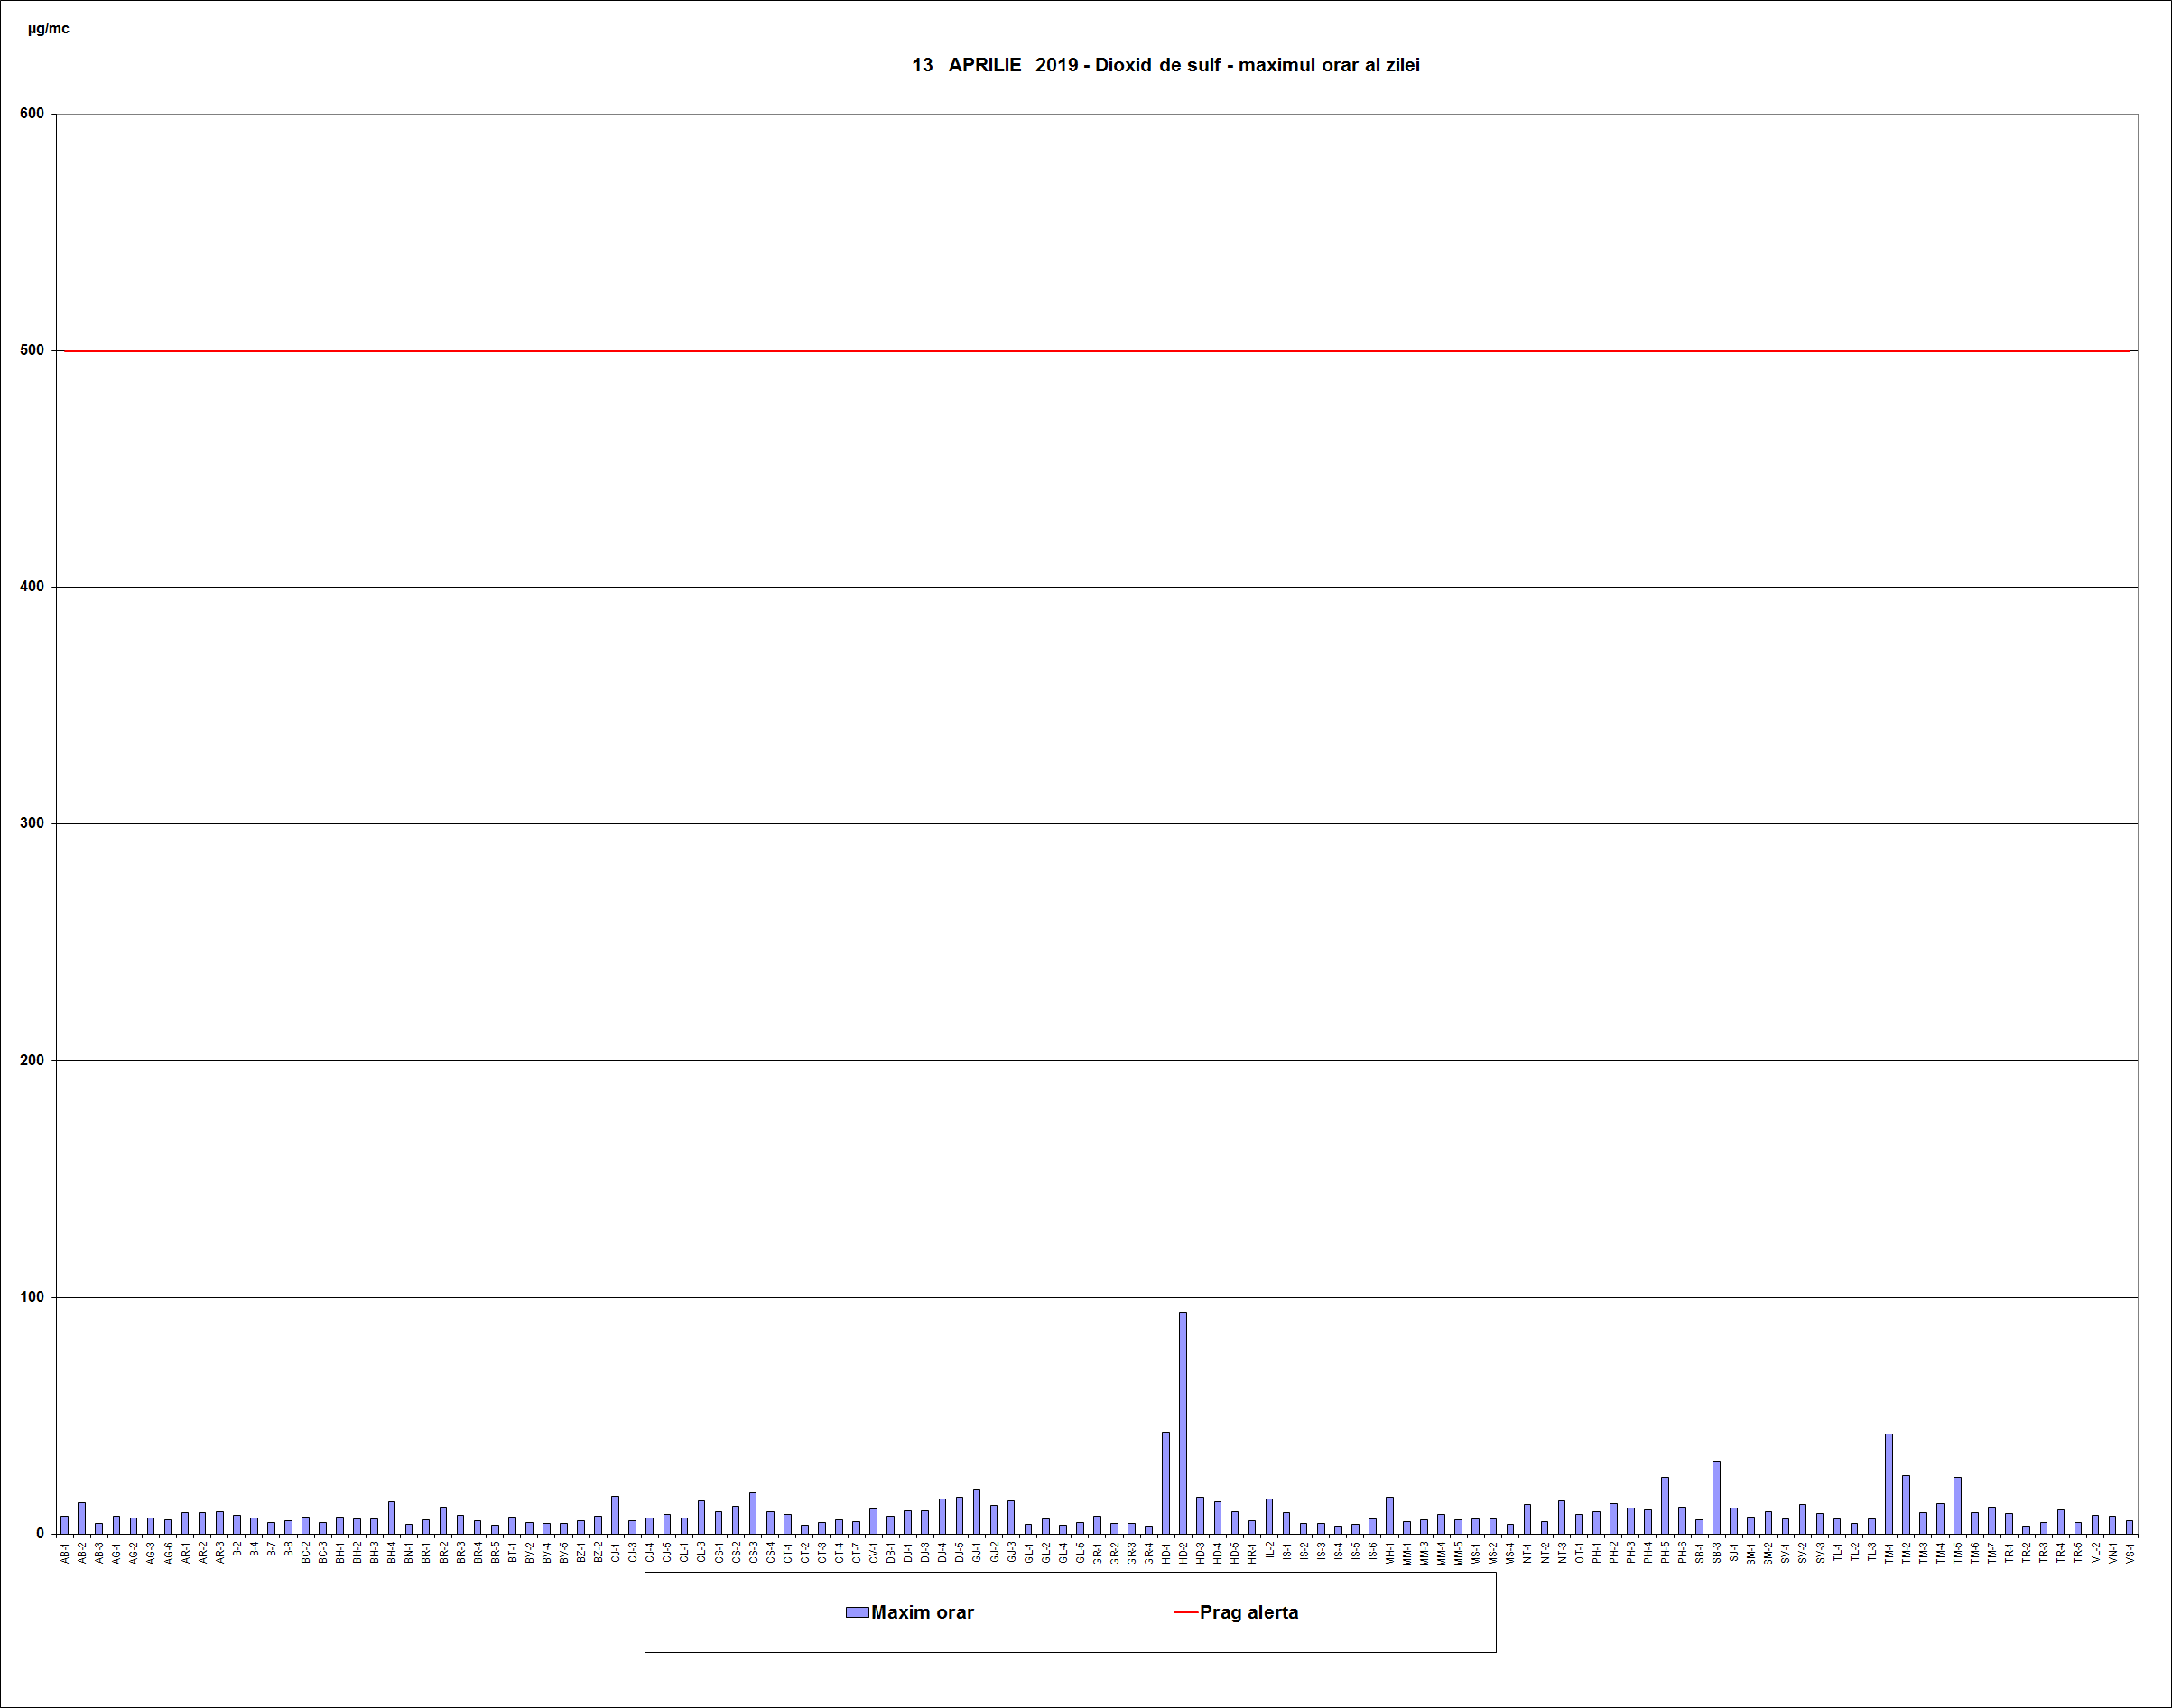 µg/mc
13 APRILIE 2019 - Dioxid de sulf - maximul orar al zilei
600
500
400
300
200
100
0
AB-1 AB-2 AB-3 AG-1 AG-2 AG-3 AG-6 AR-1 AR-2 AR-3 B-2 B-4 B-7 B-8 BC-2 BC-3 BH-1 BH-2 BH-3 BH-4 BN-1 BR-1 BR-2 BR-3 BR-4 BR-5 BT-1 BV-2 BV-4 BV-5 BZ-1 BZ-2 CJ-1 CJ-3 CJ-4 CJ-5 CL-1 CL-3 CS-1 CS-2 CS-3 CS-4 CT-1 CT-2 CT-3 CT-4 CT-7 CV-1 DB-1 DJ-1 DJ-3 DJ-4 DJ-5 GJ-1 GJ-2 GJ-3 GL-1 GL-2 GL-4 GL-5 GR-1 GR-2 GR-3 GR-4 HD-1 HD-2 HD-3 HD-4 HD-5 HR-1 IL-2 IS-1 IS-2 IS-3 IS-4 IS-5 IS-6 MH-1 MM-1 MM-3 MM-4 MM-5 MS-1 MS-2 MS-4 NT-1 NT-2 NT-3 OT-1 PH-1 PH-2 PH-3 PH-4 PH-5 PH-6 SB-1 SB-3 SJ-1 SM-1 SM-2 SV-1 SV-2 SV-3 TL-1 TL-2 TL-3 TM-1 TM-2 TM-3 TM-4 TM-5 TM-6 TM-7 TR-1 TR-2 TR-3 TR-4 TR-5 VL-2 VN-1 VS-1
Maxim orar Prag alerta